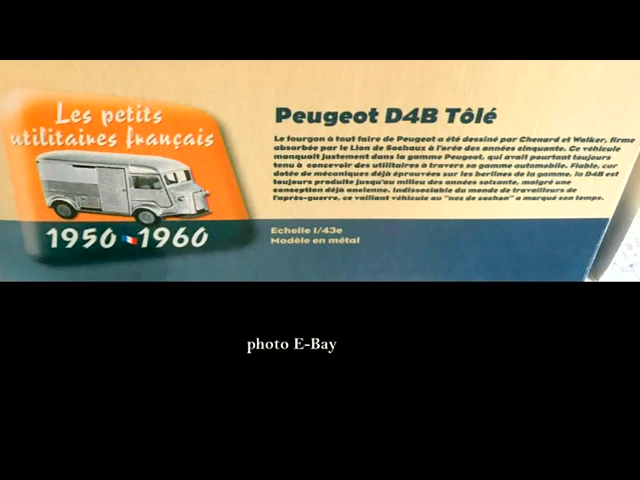 Les petits
utilitaires français
1950 1960
Peugeot D4B Tôlé
Le fourgon à tout faire de Peugeot a été dessiné par Chenard et Walker, firme
absorbée par le Lion de Sochaux à l'orée des années cinquante. Ce véhicule
manquait justement dans la gamme Peugeot, qui avait pourtant toujours
tenu à concevoir des utilitaires à travers sa gamme automobile. Fiable, car
dotée de mécaniques déjà éprouvées sur les berlines de la gamme, la D4B est
toujours produite jusqu'au milieu des années soixante, malgré une
conception déjà ancienne. Indissociable du monde de travailleurs de
l'après-guerre, ce vaillant véhicule au "nez de cochon" a marqué son temps.
Echelle 1/43e
Modèle en métal
photo E-Bay